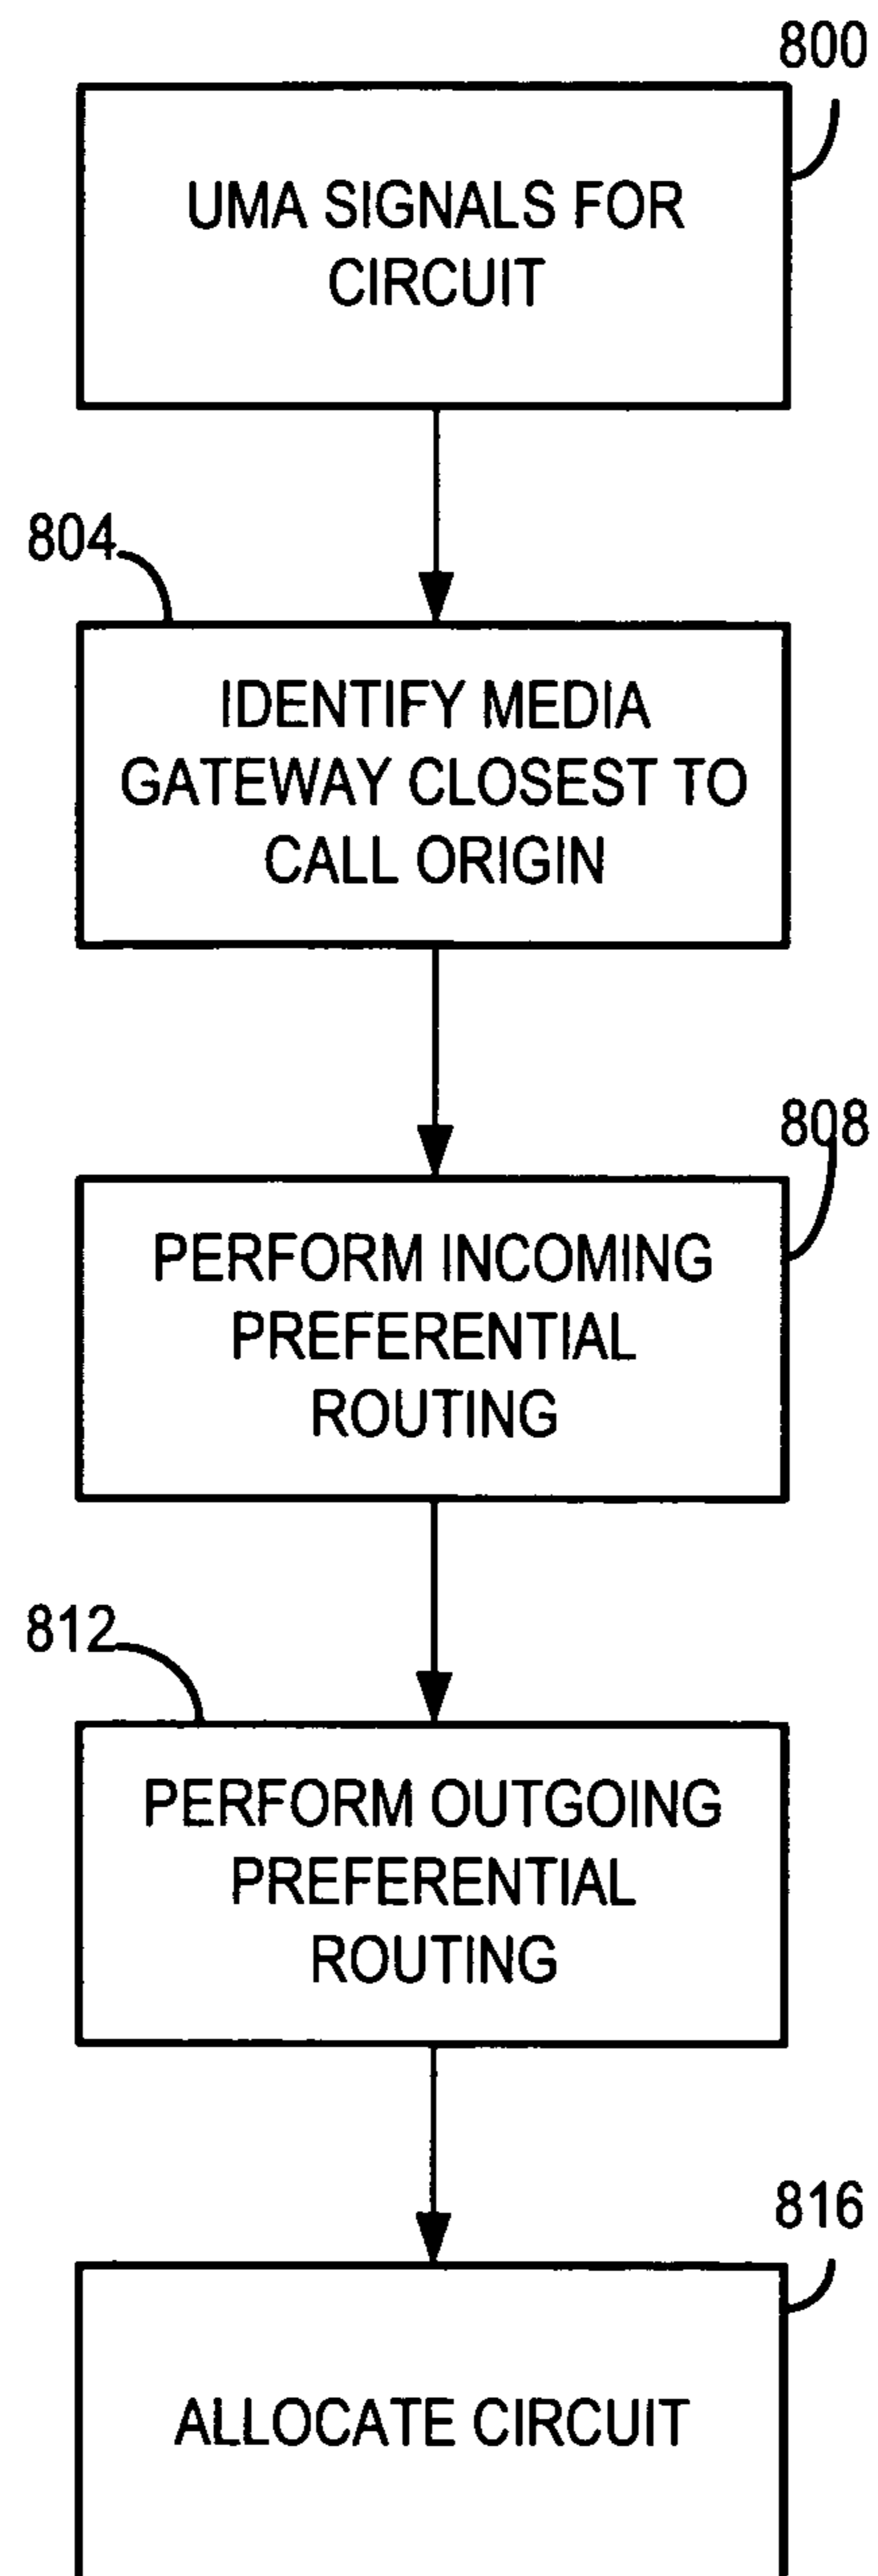 800
UMA SIGNALS FOR
CIRCUIT
804
IDENTIFY MEDIA
GATEWAY CLOSEST TO
CALL ORIGIN
808
PERFORM INCOMING
PREFERENTIAL
ROUTING
812
PERFORM OUTGOING
PREFERENTIAL
ROUTING
816
ALLOCATE CIRCUIT